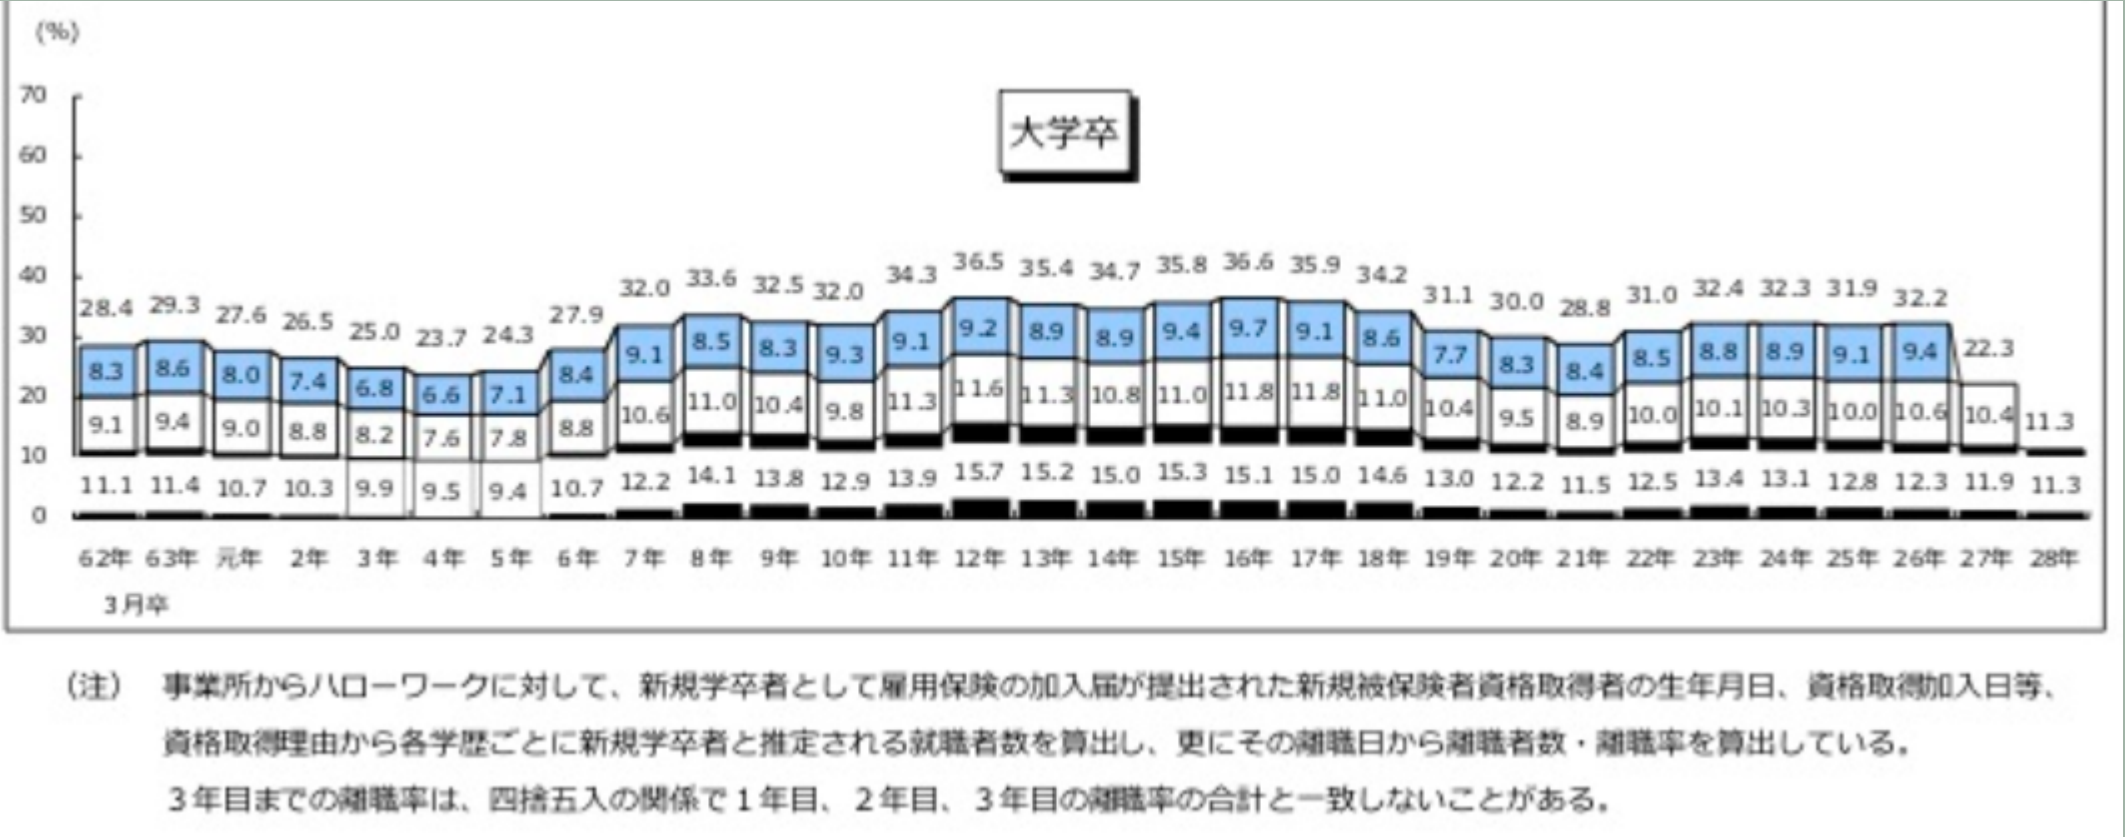 (%)
70
大学卒
60
50
40
36.5 35.4 34.7 35.8 36.6 35.9
28.4 29.3 27.6 26.5 25.0 23.7 24.3 27.9 32.0 33.6 32.5 32.0 34.3 34.2 31.1 30.0 28.8 31.0 32.4 32.3 31.9 32.2 22.3 11.3
30
8.3 8.6 8.0 7.4 6.8 6.6 7.1 8.4 9.1 8.5 8.3 9.3 9.1 9.2 8.9 8.9 9.4 9.7 9.1 8.6 7.7 8.3 8.4 8.5 8.8 8.9 9.1 9.4
20
9.1 9.4 9.0 8.8 8.2 7.6 7.8 8.8 10.6 11.0 10.4 9.8 11.3 11.6 11.3 10.8 11.0 11.8 11.8 11.0 10.4 9.5 8.9 10.0 10.1 10.3 10.0 10.6 10.4
10
11.1 11.4 10.7 10.3 9.9 9.5 9.4 10.7 12.2 14.1 13.8 12.9 13.9 15.7 15.2 15.0 15.3 15.1 15.0 14.6 13.0 12.2 11.5 12.5 13.4 13.1 12.8 12.3 11.9 11.3
0
62年 63年 元年 2年 3年 4年 5年 6年 7年 8年 9年 10年 11年 12年 13年 14年 15年 16年 17年 18年 19年 20年 21年 22年 23年 24年 25年 26年 27年 28年
3月卒
（注） 事業所からハローワークに対して、新規学卒者として雇用保険の加入届が提出された新規被保険者資格取得者の生年月日、資格取得加入日等、
資格取得理由から各学歴ごとに新規学卒者と推定される就職者数を算出し、更にその離職日から離職者数・離職率を算出している。
３年目までの離職率は、四捨五入の関係で１年目、２年目、３年目の離職率の合計と一致しないことがある。